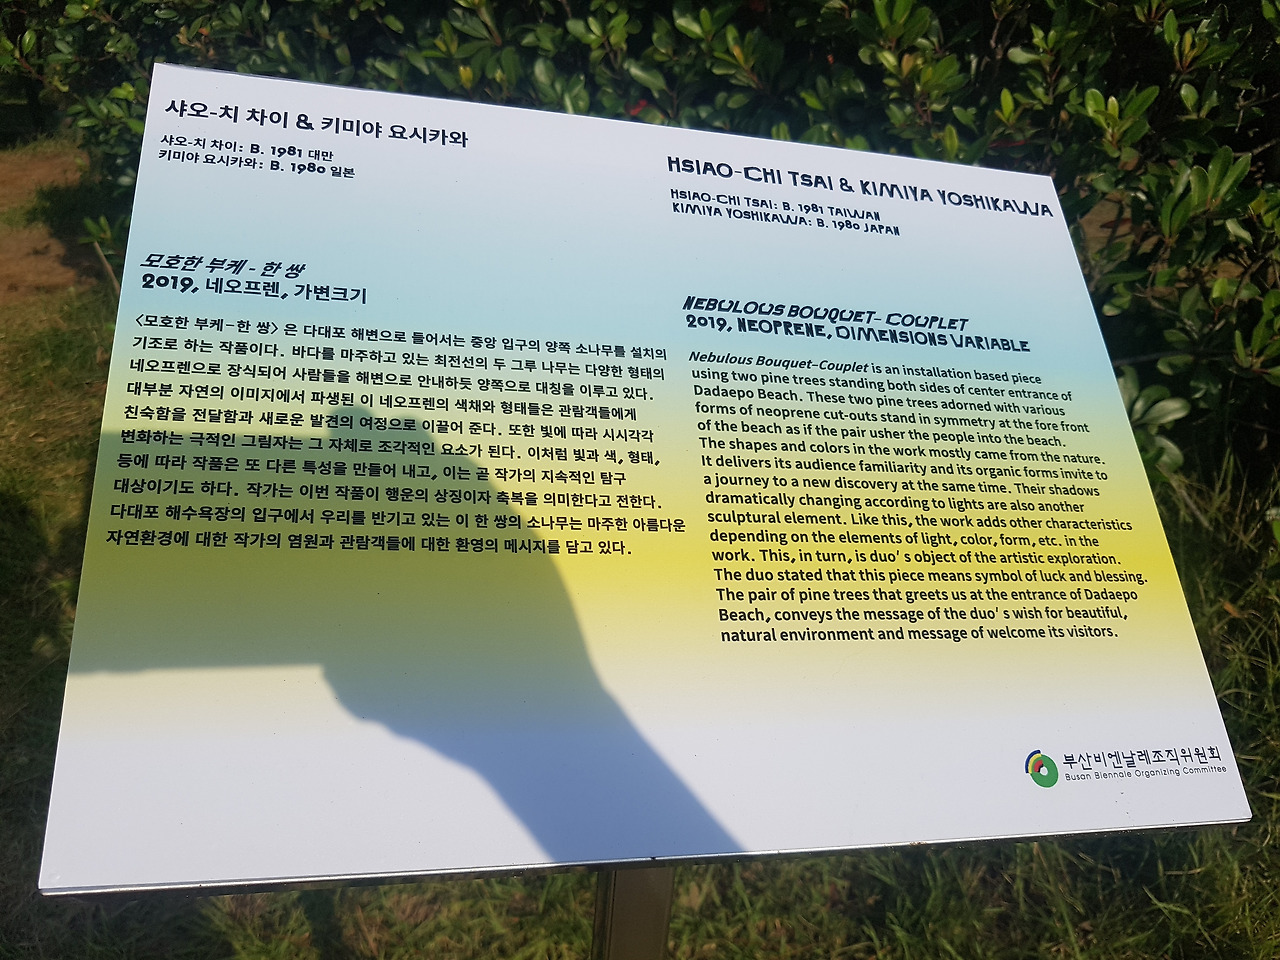 샤오-치 차이 & 키미야 요시카와
샤오-치 차이: B. 1981 대만
키미야 요시카와: B. 1980 일본
모호한 부케 - 한 쌍
2019, 네오프렌, 가변크기
〈모호한 부케-한 쌍〉은 다대포 해변으로 들어서는 중앙 입구의 양쪽 소나무를 설치의
기조로 하는 작품이다. 바다를 마주하고 있는 최전선의 두 그루 나무는 다양한 형태의
네오프렌으로 장식되어 사람들을 해변으로 안내하듯 양쪽으로 대칭을 이루고 있다.
대부분 자연의 이미지에서 파생된 이 네오프렌의 색채와 형태들은 관람객들에게
친숙함을 전달함과 새로운 발견의 여정으로 이끌어 준다. 또한 빛에 따라 시시각각
변화하는 극적인 그림자는 그 자체로 조각적인 요소가 된다. 이처럼 빛과 색, 형태,
등에 따라 작품은 또 다른 특성을 만들어 내고, 이는 곧 작가의 지속적인 탐구
대상이기도 하다. 작가는 이번 작품이 행운의 상징이자 축복을 의미한다고 전한다.
다대포 해수욕장의 입구에서 우리를 반기고 있는 이 한 쌍의 소나무는 마주한 아름다운
자연환경에 대한 작가의 염원과 관람객들에 대한 환영의 메시지를 담고 있다.
HSIAO-CHI TSAI & KIMIYA YOSHIKAWA
HSIAO-CHI TSAI: B. 1981 TAIWAN
KIMIYA YOSHIKAWA: B. 1980 JAPAN
NEBULOUS BOUQUET- COUPLET
2019, NEOPRENE, DIMENSIONS VARIABLE
Nebulous Bouquet-Couplet is an installation based piece
using two pine trees standing both sides of center entrance of
Dadaepo Beach. These two pine trees adorned with various
forms of neoprene cut-outs stand in symmetry at the fore front
of the beach as if the pair usher the people into the beach.
The shapes and colors in the work mostly came from the nature.
It delivers its audience familiarity and its organic forms invite to
a journey to a new discovery at the same time. Their shadows
dramatically changing according to lights are also another
sculptural element. Like this, the work adds other characteristics
depending on the elements of light, color, form, etc. in the
work. This, in turn, is duo's object of the artistic exploration.
The duo stated that this piece means symbol of luck and blessing.
The pair of pine trees that greets us at the entrance of Dadaepo
Beach, conveys the message of the duo's wish for beautiful,
natural environment and message of welcome its visitors.
부산비엔날레조직위원회
Busan Biennale Organizing Committee